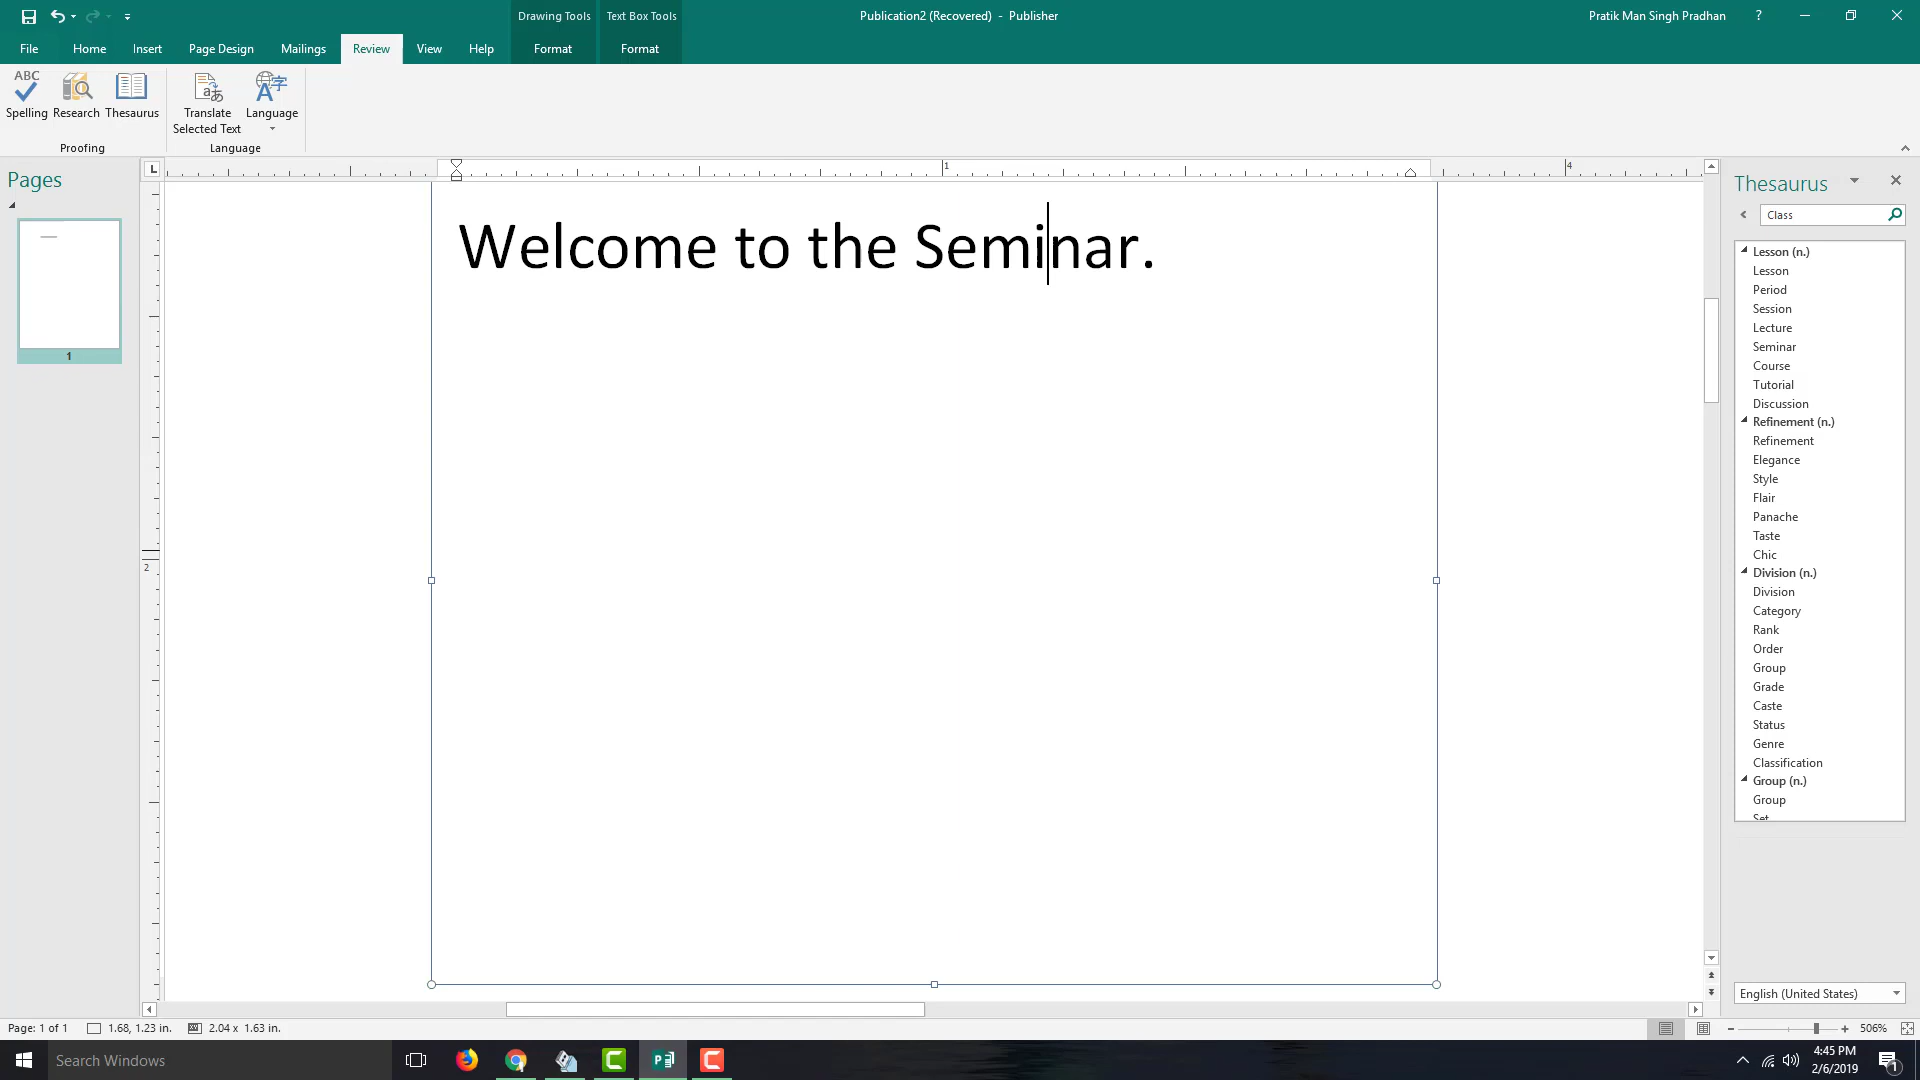 Drawing Tools
Text Box Tools
Publication2 (Recovered) - Publisher
Pratik Man Singh Pradhan
?
File
Home
Insert
Page Design
Mailings
Review
View
Help
Format
Format
ABC
Spelling
Research
Thesaurus
Translate
Selected Text
Language
Proofing
Language
Pages
1
L
1
4
2
Welcome to the Seminar.
Thesaurus
Class
Lesson (n.)
Lesson
Period
Session
Lecture
Seminar
Course
Tutorial
Discussion
Refinement (n.)
Refinement
Elegance
Style
Flair
Panache
Taste
Chic
Division (n.)
Division
Category
Rank
Order
Group
Grade
Caste
Status
Genre
Classification
Group (n.)
Group
Set
English (United States)
Page: 1 of 1
1.68, 1.23 in.
2.04 x 1.63 in.
506%
Search Windows
4:45 PM
2/6/2019
1